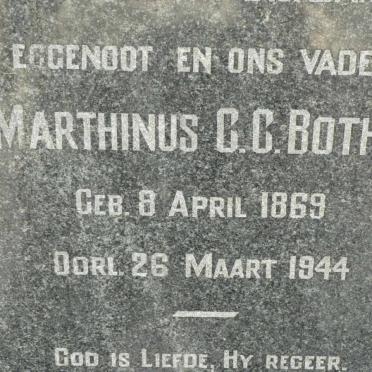 EGGENOOT EN ONS VADE
MARTHINUS G. C. BOTH
GEB. 8 APRIL 1869
OORL. 26 MAART 1944
GOD IS LIEFDE, HY REGEER.